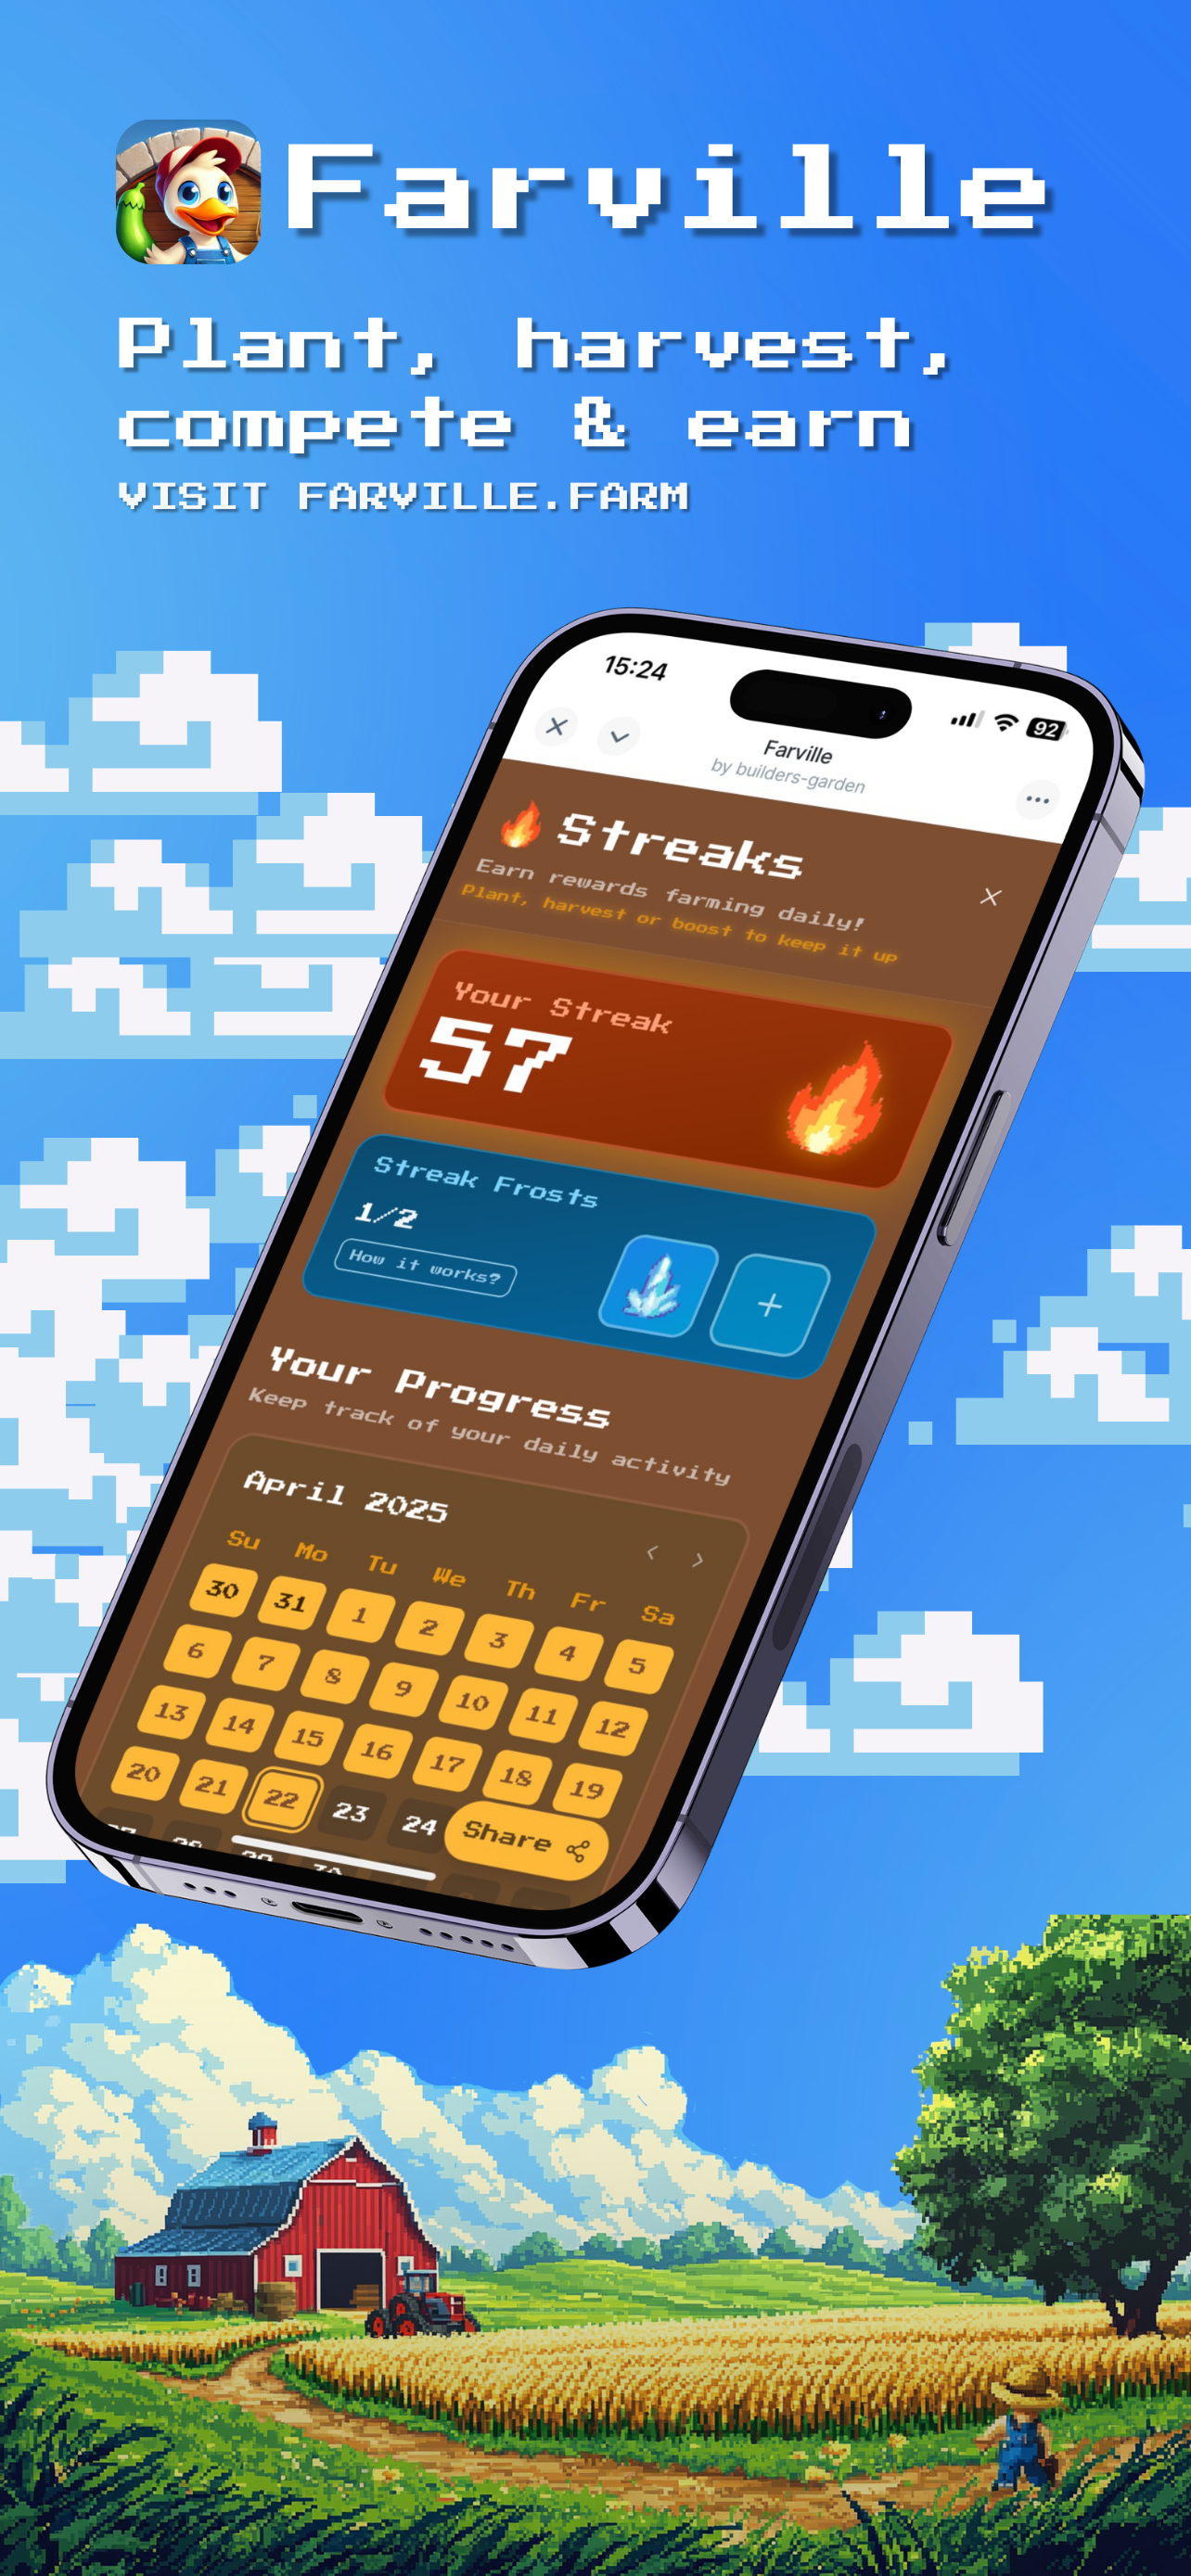 Farville
Plant, harvest,
compete & earn
VISIT FARVILLE.FARM
15:24
92
Farville
by builders-garden
Streaks
Earn rewards farming daily!
Plant, harvest or boost to keep it up
Your Streak
57
Streak Frosts
1/2
How it works?
Your Progress
Keep track of your daily activity
April 2025
Su Mo Tu We Th Fr Sa
30 31 1 2 3 4 5
6 7 8 9 10 11 12
13 14 15 16 17 18 19
20 21 22 23 24
Share